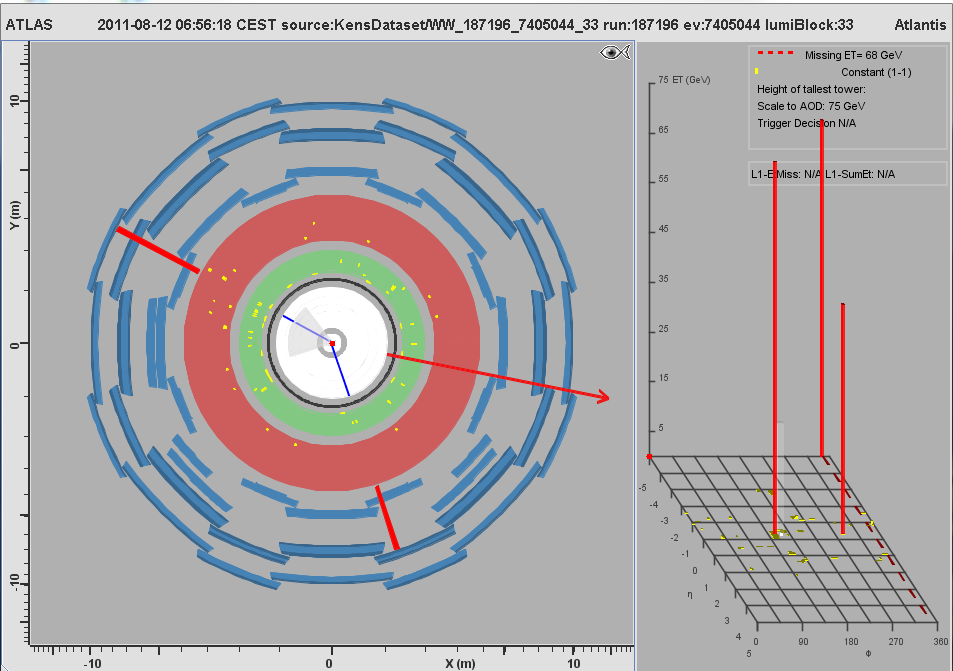 ATLAS 2011-08-12 06:56:18 CEST source:KensDataset/WW_187196_7405044_33 run:187196 ev:7405044 lumiBlock:33 Atlantis
Missing ET= 68 GeV
Constant (1-1)
Height of tallest tower:
Scale to AOD: 75 GeV
Trigger Decision N/A
L1-EtMiss: N/A L1-SumEt: N/A
75 ET (GeV)
65
55
45
35
25
15
5
-5
-4
-3
-2
-1
0
η 1
2
3
4
5
0 90 180 270 360
ϕ
10
Y (m)
0
-10
-10 0 X (m) 10